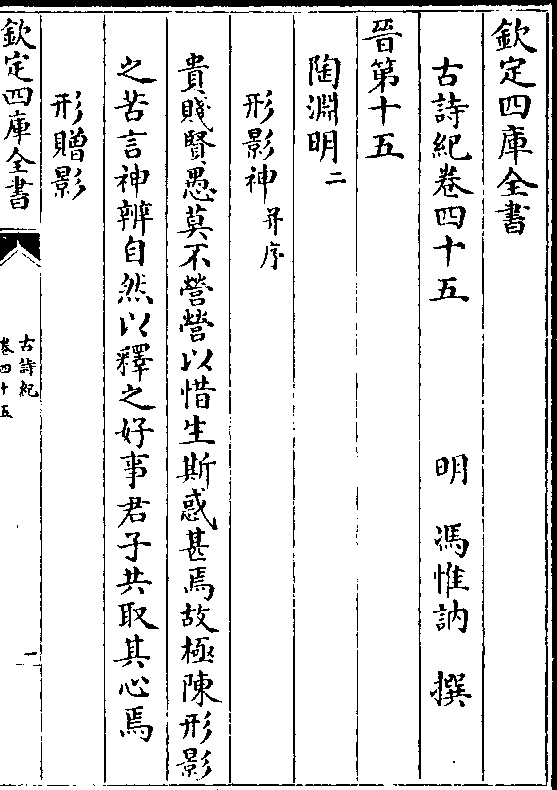 欽定四庫全書
古詩紀卷四十五　　　明　馮惟訥　撰
晉第十五
陶淵明二
形影神并序
貴賤賢愚莫不營營以惜生斯惑甚焉故極陳形影
之苦言神辨自然以釋之好事君子共取其心焉
形贈影
欽定四庫全書
古詩紀
卷四十五
一